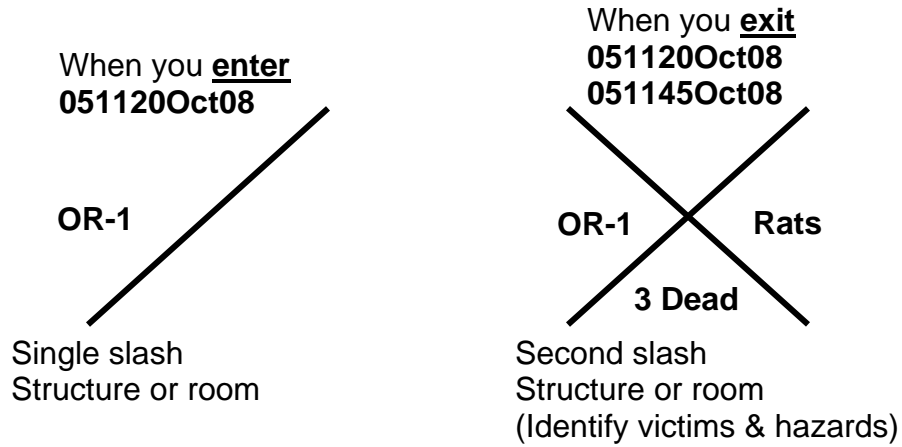 When you enter
051120Oct08
OR-1
Single slash
Structure or room
When you exit
051120Oct08
051145Oct08
OR-1
Rats
3 Dead
Second slash
Structure or room
(Identify victims & hazards)